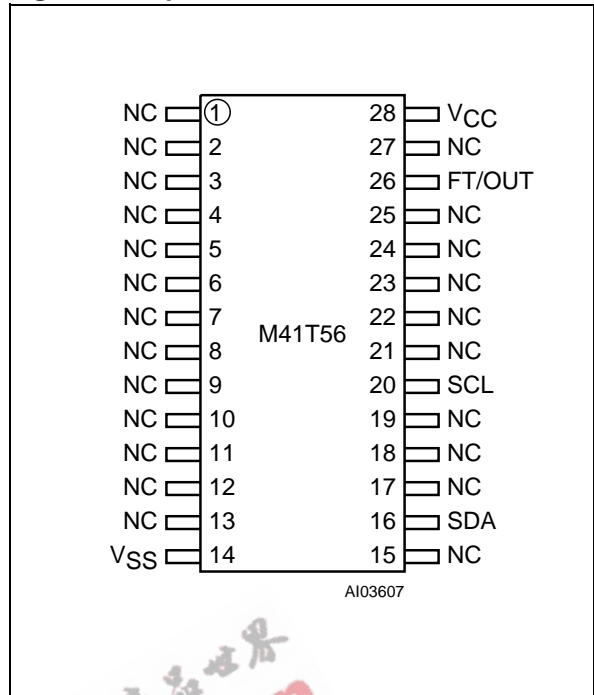 NC 1 28 VCC
NC 2 27 NC
NC 3 26 FT/OUT
NC 4 25 NC
NC 5 24 NC
NC 6 23 NC
NC 7 22 NC
M41T56
NC 8 21 NC
NC 9 20 SCL
NC 10 19 NC
NC 11 18 NC
NC 12 17 NC
NC 13 16 SDA
VSS 14 15 NC
AI03607